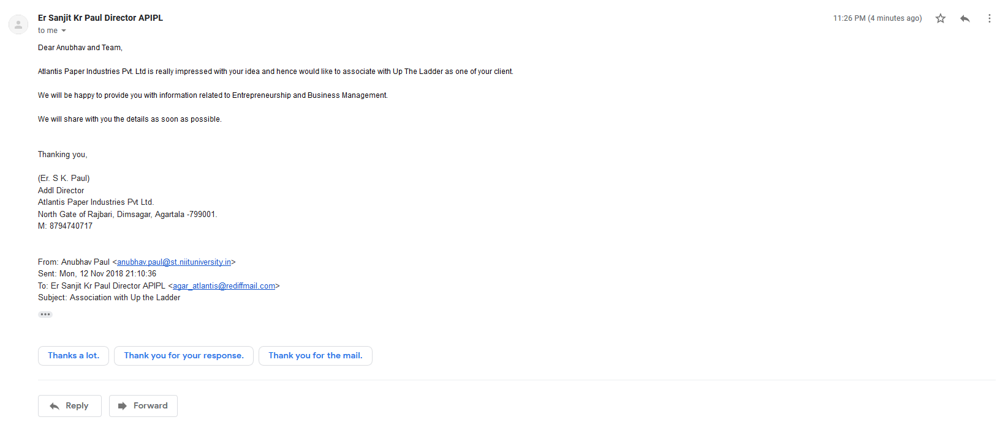 Er Sanjit Kr Paul Director APIPL
11:26 PM (4 minutes ago)
to me
Dear Anubhav and Team,
Atlantis Paper Industries Pvt. Ltd is really impressed with your idea and hence would like to associate with Up The Ladder as one of your client.
We will be happy to provide you with information related to Entrepreneurship and Business Management.
We will share with you the details as soon as possible.
Thanking you,
(Er. S K. Paul)
Addl Director
Atlantis Paper Industries Pvt Ltd.
North Gate of Rajbari, Dimsagar, Agartala -799001.
M: 8794740717
From: Anubhav Paul <anubhav.paul@st.niituniversity.in>
Sent: Mon, 12 Nov 2018 21:10:36
To: Er Sanjit Kr Paul Director APIPL <agar_atlantis@rediffmail.com>
Subject: Association with Up the Ladder
Thanks a lot.
Thank you for your response.
Thank you for the mail.
Reply
Forward